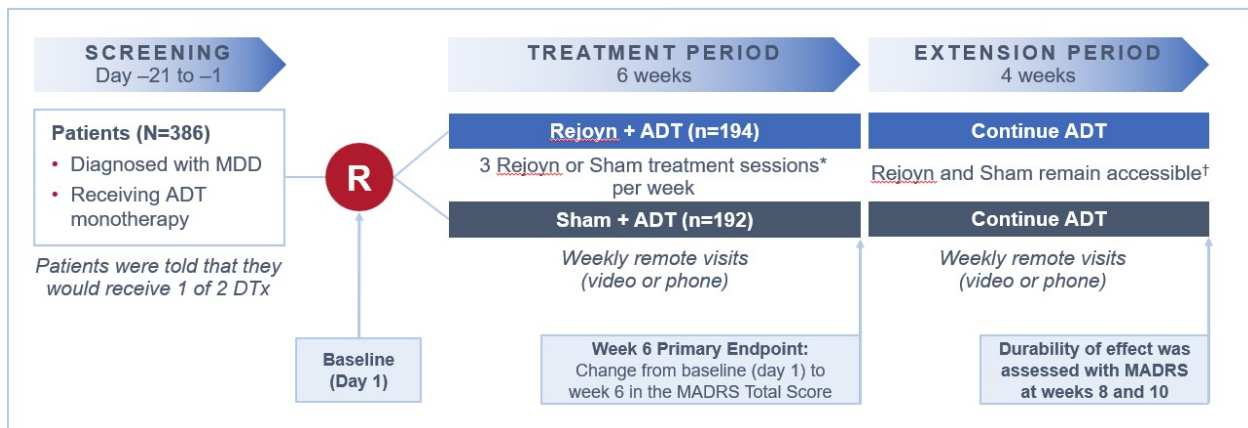 SCREENING
Day –21 to –1
TREATMENT PERIOD
6 weeks
EXTENSION PERIOD
4 weeks
Patients (N=386)
• Diagnosed with MDD
• Receiving ADT
monotherapy
Patients were told that they
would receive 1 of 2 DTx
R
Baseline
(Day 1)
Rejoyn + ADT (n=194)
3 Rejoyn or Sham treatment sessions*
per week
Sham + ADT (n=192)
Weekly remote visits
(video or phone)
Week 6 Primary Endpoint:
Change from baseline (day 1) to
week 6 in the MADRS Total Score
Continue ADT
Rejoyn and Sham remain accessible†
Continue ADT
Weekly remote visits
(video or phone)
Durability of effect was
assessed with MADRS
at weeks 8 and 10